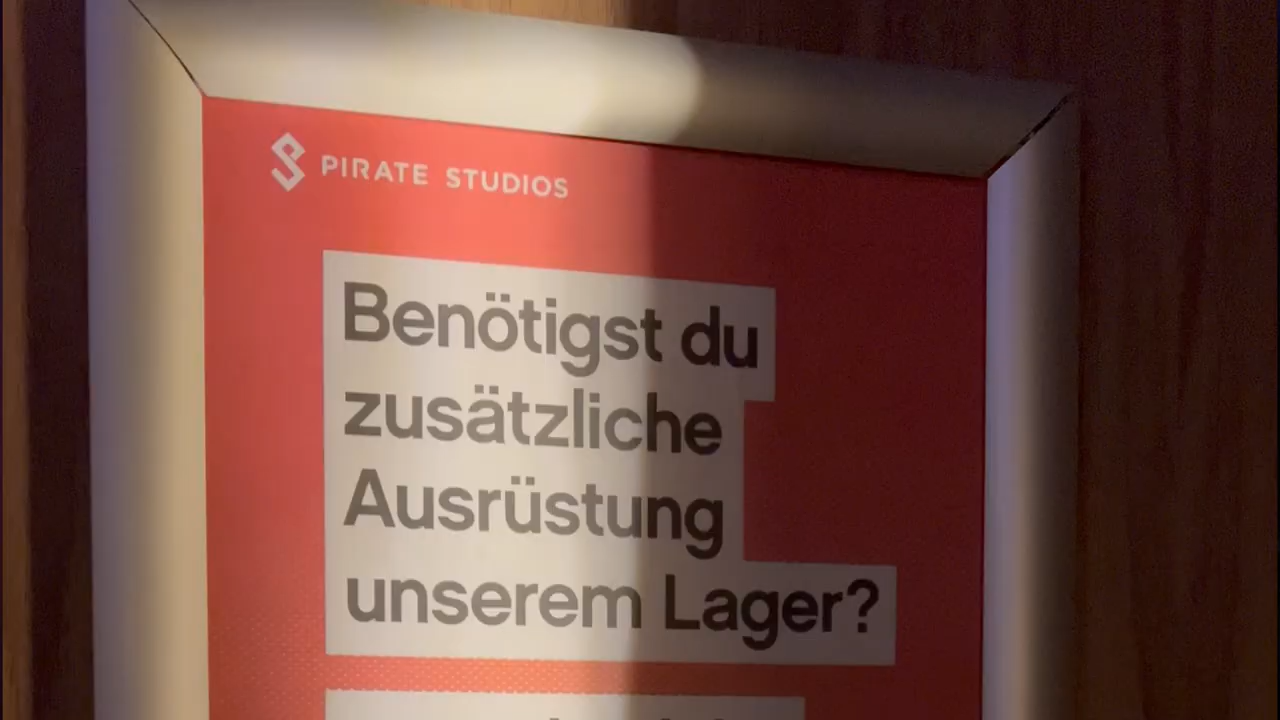 PIRATE STUDIOS
Benötigst du
zusätzliche
Ausrüstung
unserem Lager?